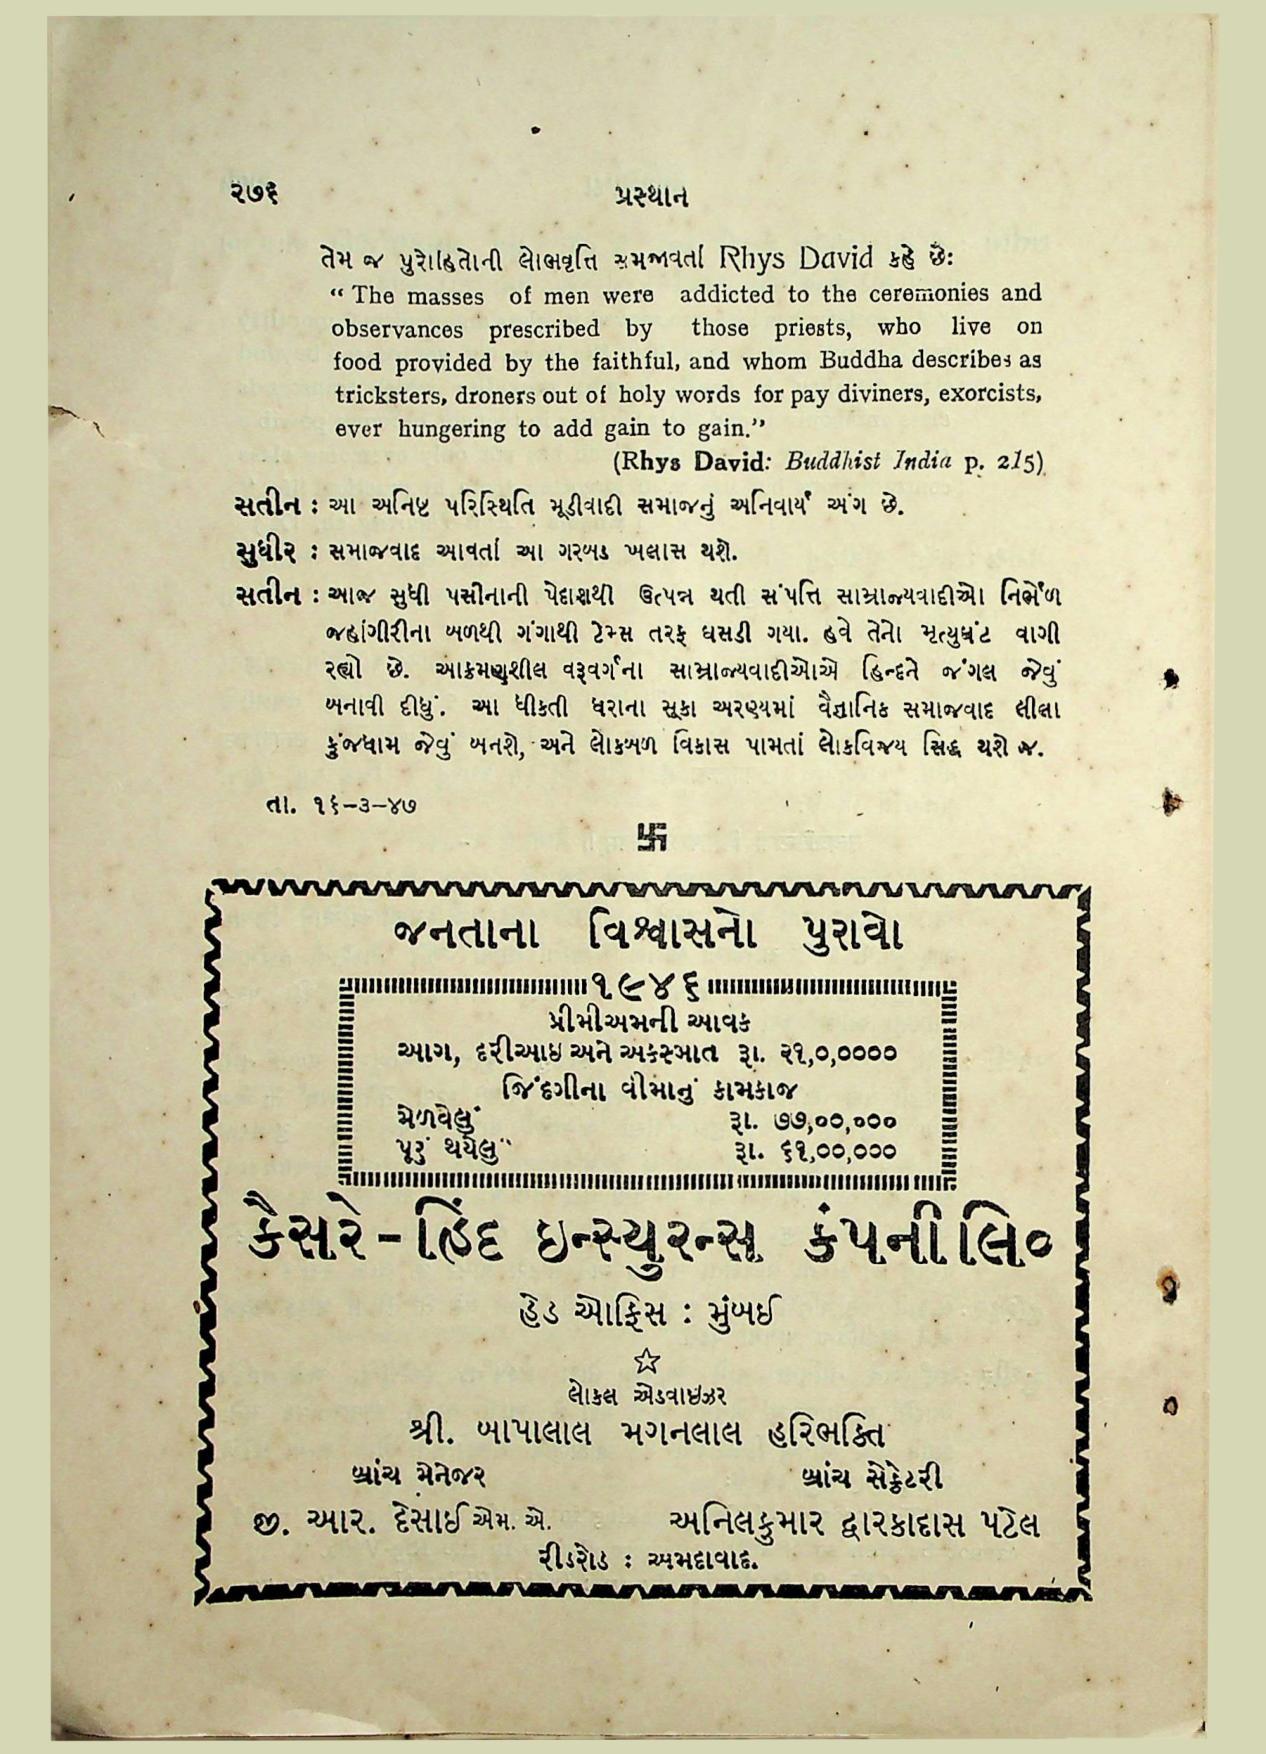 ૨૭૬ પ્રસ્થાન
તેમ જ પુરોહિતોની લોભવૃત્તિ સમજાવતાં Rhys David કહે છે:
“ The masses of men were addicted to the ceremonies and
observances prescribed by those priests, who live on
food provided by the faithful, and whom Buddha describes as
tricksters, droners out of holy words for pay diviners, exorcists,
ever hungering to add gain to gain.”
(Rhys David: Buddhist India p. 215)
સતીન : આ અનિષ્ટ પરિસ્થિતિ મૂડીવાદી સમાજનું અનિવાર્ય અંગ છે.
સુધીર : સમાજવાદ આવતાં આ ગરબડ ખલાસ થશે.
સતીન : આજ સુધી પસીનાની પેદાશથી ઉત્પન્ન થતી સંપત્તિ સામ્રાજ્યવાદીઓ નિર્ભેળ
જહાંગીરીના બળથી ગંગાથી ટેમ્સ તરફ ઘસડી ગયા. હવે તેનો મૃત્યુઘંટ વાગી
રહ્યો છે. આક્રમણશીલ વરૂવર્ગના સામ્રાજ્યવાદીઓએ હિન્દને જંગલ જેવું
બનાવી દીધું. આ ધીકતી ધરાના સૂકા અરણ્યમાં વૈજ્ઞાનિક સમાજવાદ લીલા
કુંજધામ જેવું બનશે, અને લોકબળ વિકાસ પામતાં લોકવિજય સિદ્ધ થશે જ.
તા. ૧૬-૩-૪૭
卐
જનતાના વિશ્વાસનો પુરાવો
૧૯૪૬
પ્રીમીઅમની આવક
આગ, દરીઆઇ અને અકસ્માત રૂા. ૨૧,૦,૦૦૦૦
જિંદગીના વીમાનું કામકાજ
મેળવેલું રૂા. ૭૭,૦૦,૦૦૦
પૂરું થયેલું રૂા. ૬૧,૦૦,૦૦૦
કૈસરે - હિંદ ઇન્સ્યુરન્સ કંપની લિ૦
હેડ ઓફિસ : મુંબઈ
☆
લોકલ એડવાઇઝર
શ્રી. બાપાલાલ મગનલાલ હરિભક્તિ
બ્રાંચ મેનેજર બ્રાંચ સેક્રેટરી
જી. આર. દેસાઈ એમ. એ. અનિલકુમાર દ્વારકાદાસ પટેલ
રીડરોડ : અમદાવાદ.